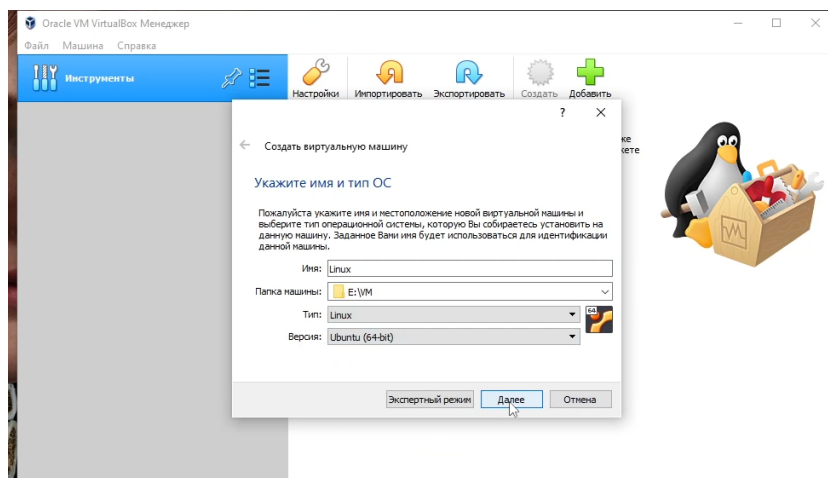 Oracle VM VirtualBox Менеджер
Файл Машина Справка
Инструменты
Настройки Импортировать Экспортировать Создать Добавить
?
Создать виртуальную машину
Укажите имя и тип ОС
Пожалуйста укажите имя и местоположение новой виртуальной машины и
выберите тип операционной системы, которую Вы собираетесь установить на
данную машину. Заданное Вами имя будет использоваться для идентификации
данной машины.
Имя: Linux
Папка машины: E:\VM
Тип: Linux
64
Версия: Ubuntu (64-bit)
Экспертный режим Далее Отмена